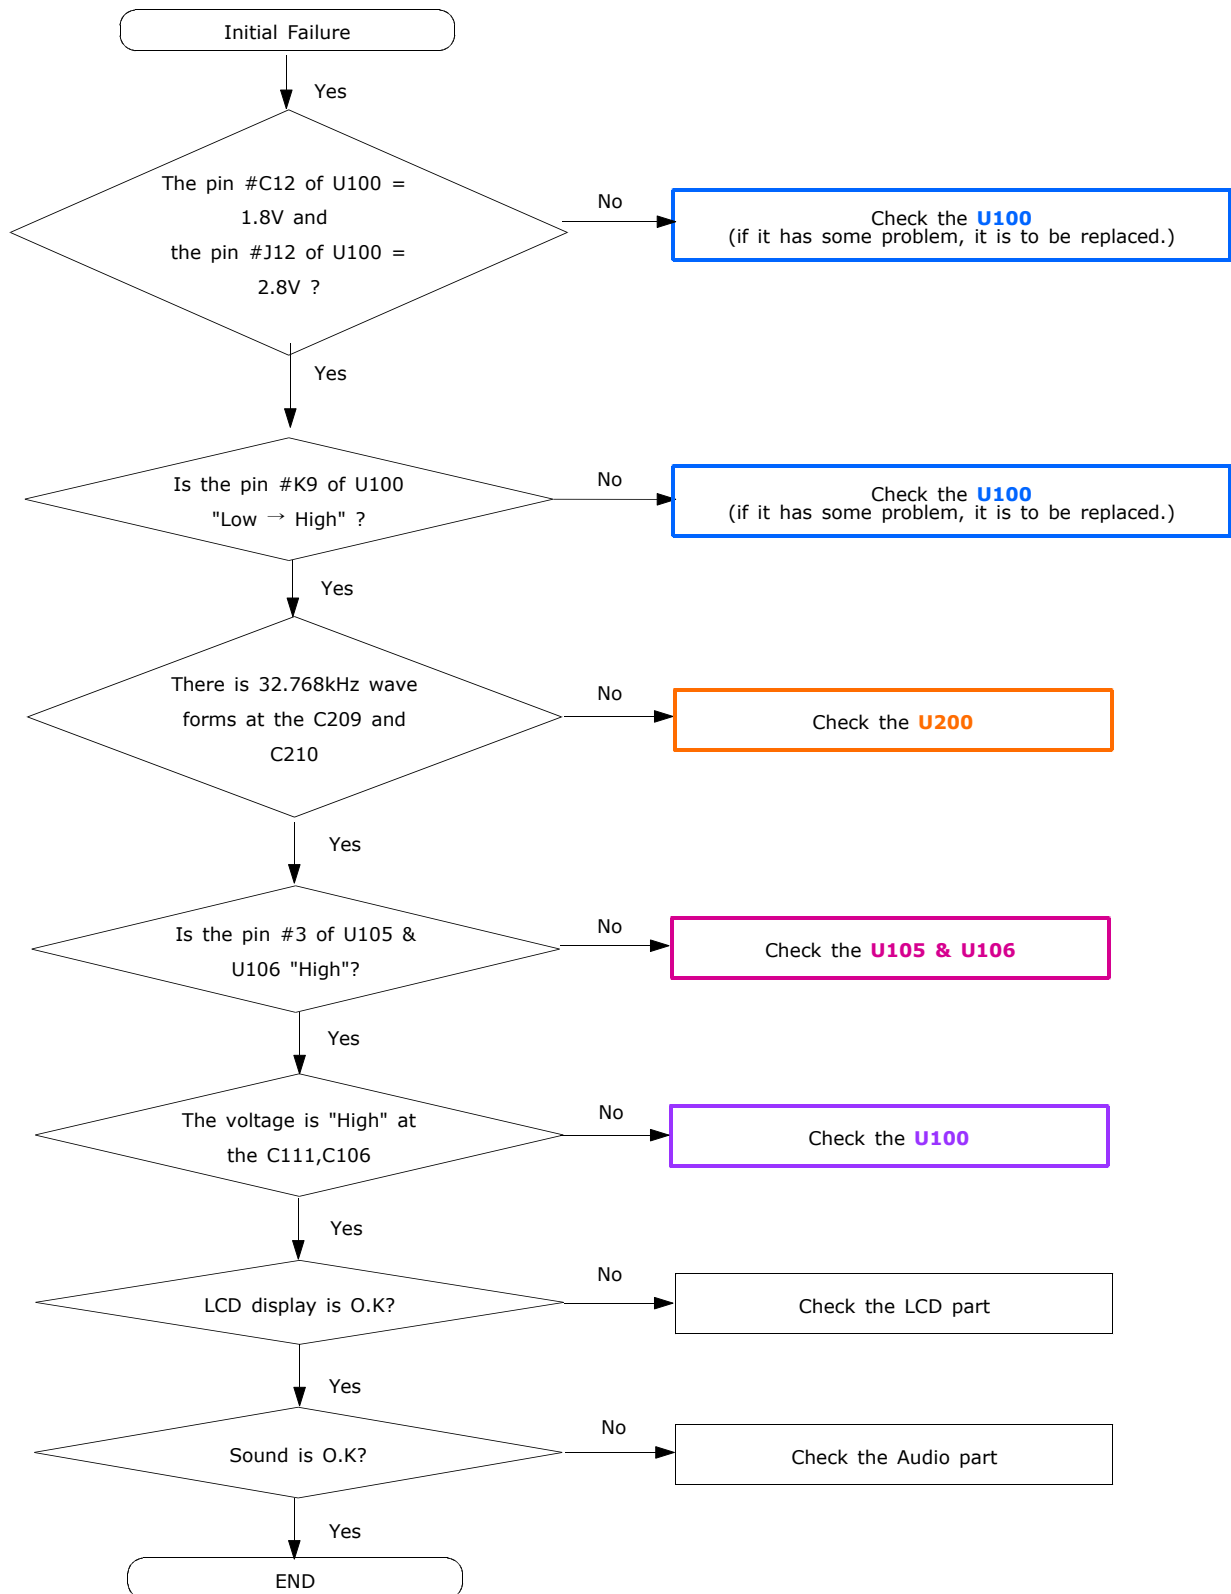 Initial Failure
Yes
The pin #C12 of U100 =
1.8V and
the pin #J12 of U100 =
2.8V ?
No
Check the U100
(if it has some problem, it is to be replaced.)
Yes
Is the pin #K9 of U100
"Low → High" ?
No
Check the U100
(if it has some problem, it is to be replaced.)
Yes
There is 32.768kHz wave
forms at the C209 and
C210
No
Check the U200
Yes
Is the pin #3 of U105 &
U106 "High"?
No
Check the U105 & U106
Yes
The voltage is "High" at
the C111,C106
No
Check the U100
Yes
LCD display is O.K?
No
Check the LCD part
Yes
Sound is O.K?
No
Check the Audio part
Yes
END